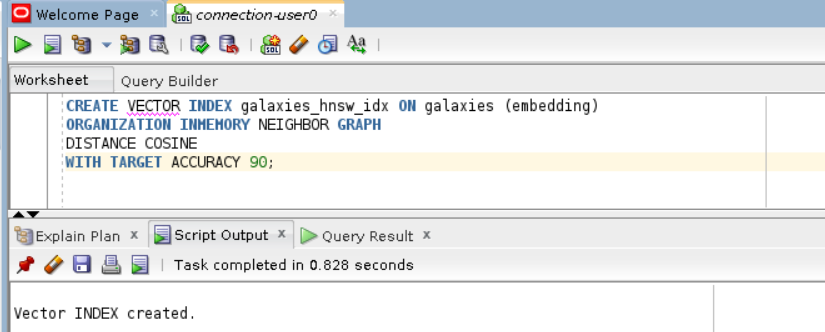 Welcome Page
connection-user0
Worksheet
Query Builder
CREATE VECTOR INDEX galaxies_hnsw_idx ON galaxies (embedding)
ORGANIZATION INMEMORY NEIGHBOR GRAPH
DISTANCE COSINE
WITH TARGET ACCURACY 90;
Explain Plan x
Script Output x
Query Result x
Task completed in 0.828 seconds
Vector INDEX created.